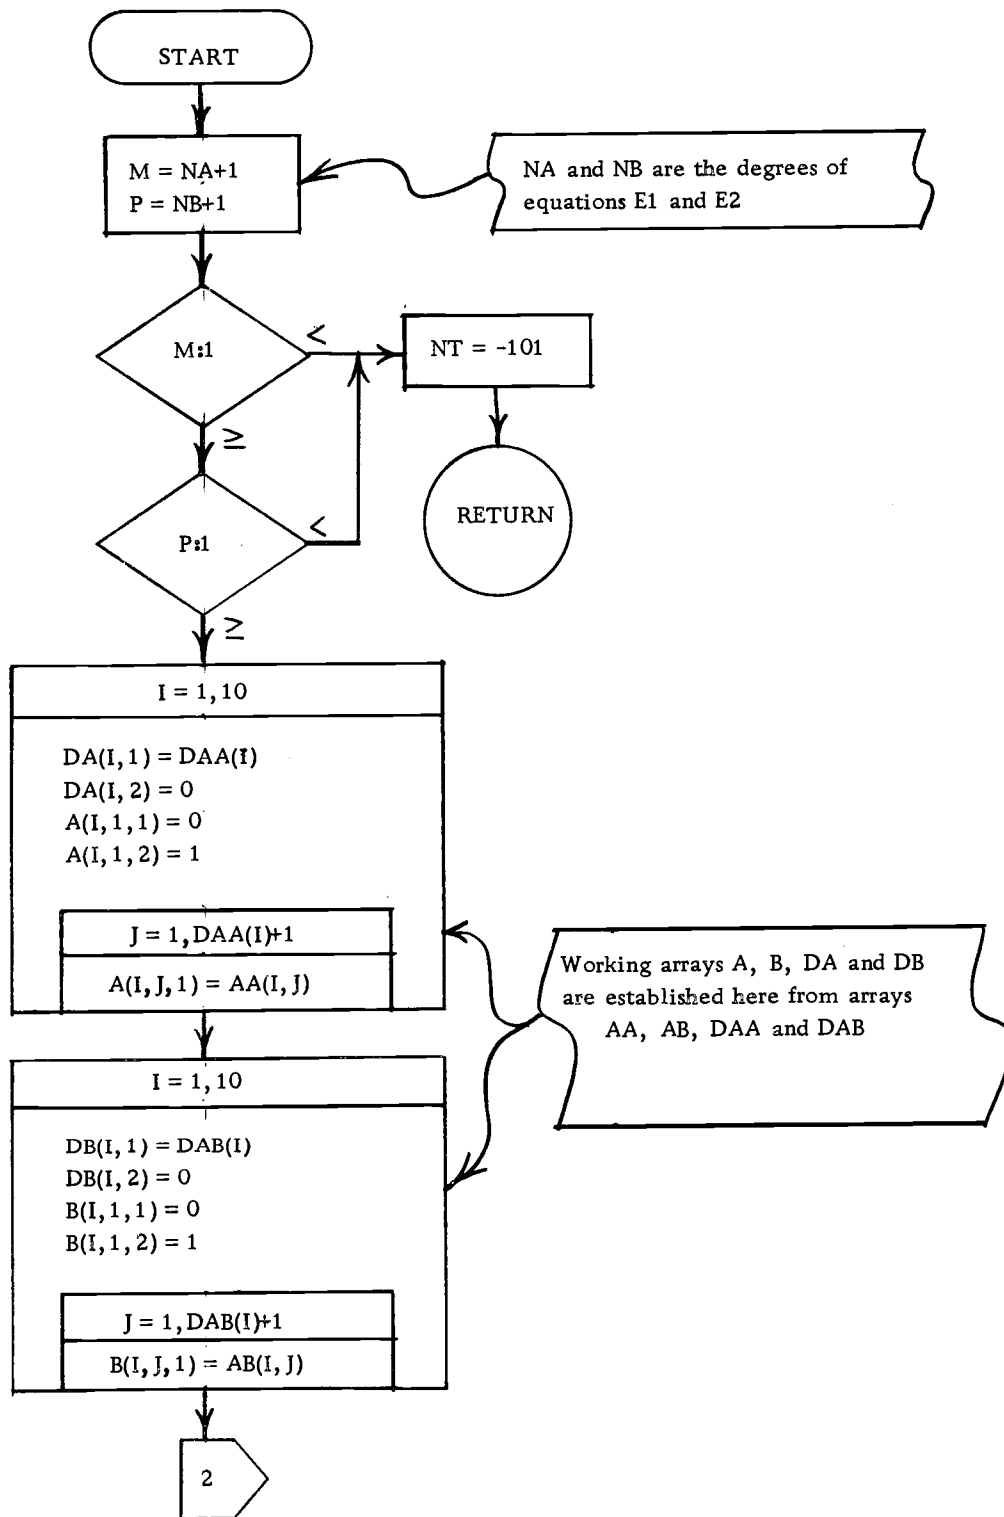 START
M = NA+1
P = NB+1
NA and NB are the degrees of
equations E1 and E2
M:1
<
NT = -101
≥
RETURN
P:1
<
≥
I = 1, 10
DA(I, 1) = DAA(I)
DA(I, 2) = 0
A(I, 1, 1) = 0
A(I, 1, 2) = 1
J = 1, DAA(I)+1
A(I, J, 1) = AA(I, J)
Working arrays A, B, DA and DB
are established here from arrays
AA, AB, DAA and DAB
I = 1, 10
DB(I, 1) = DAB(I)
DB(I, 2) = 0
B(I, 1, 1) = 0
B(I, 1, 2) = 1
J = 1, DAB(I)+1
B(I, J, 1) = AB(I, J)
2